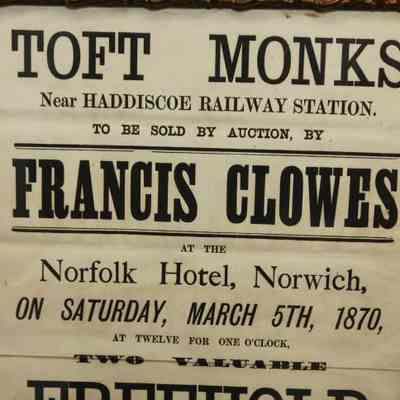 TOFT MONKS
Near HADDISCOE RAILWAY STATION.
TO BE SOLD BY AUCTION, BY
FRANCIS CLOWES
AT THE
Norfolk Hotel, Norwich,
ON SATURDAY, MARCH 5TH, 1870,
AT TWELVE FOR ONE O'CLOCK,
TWO VALUABLE
FREEHOLD